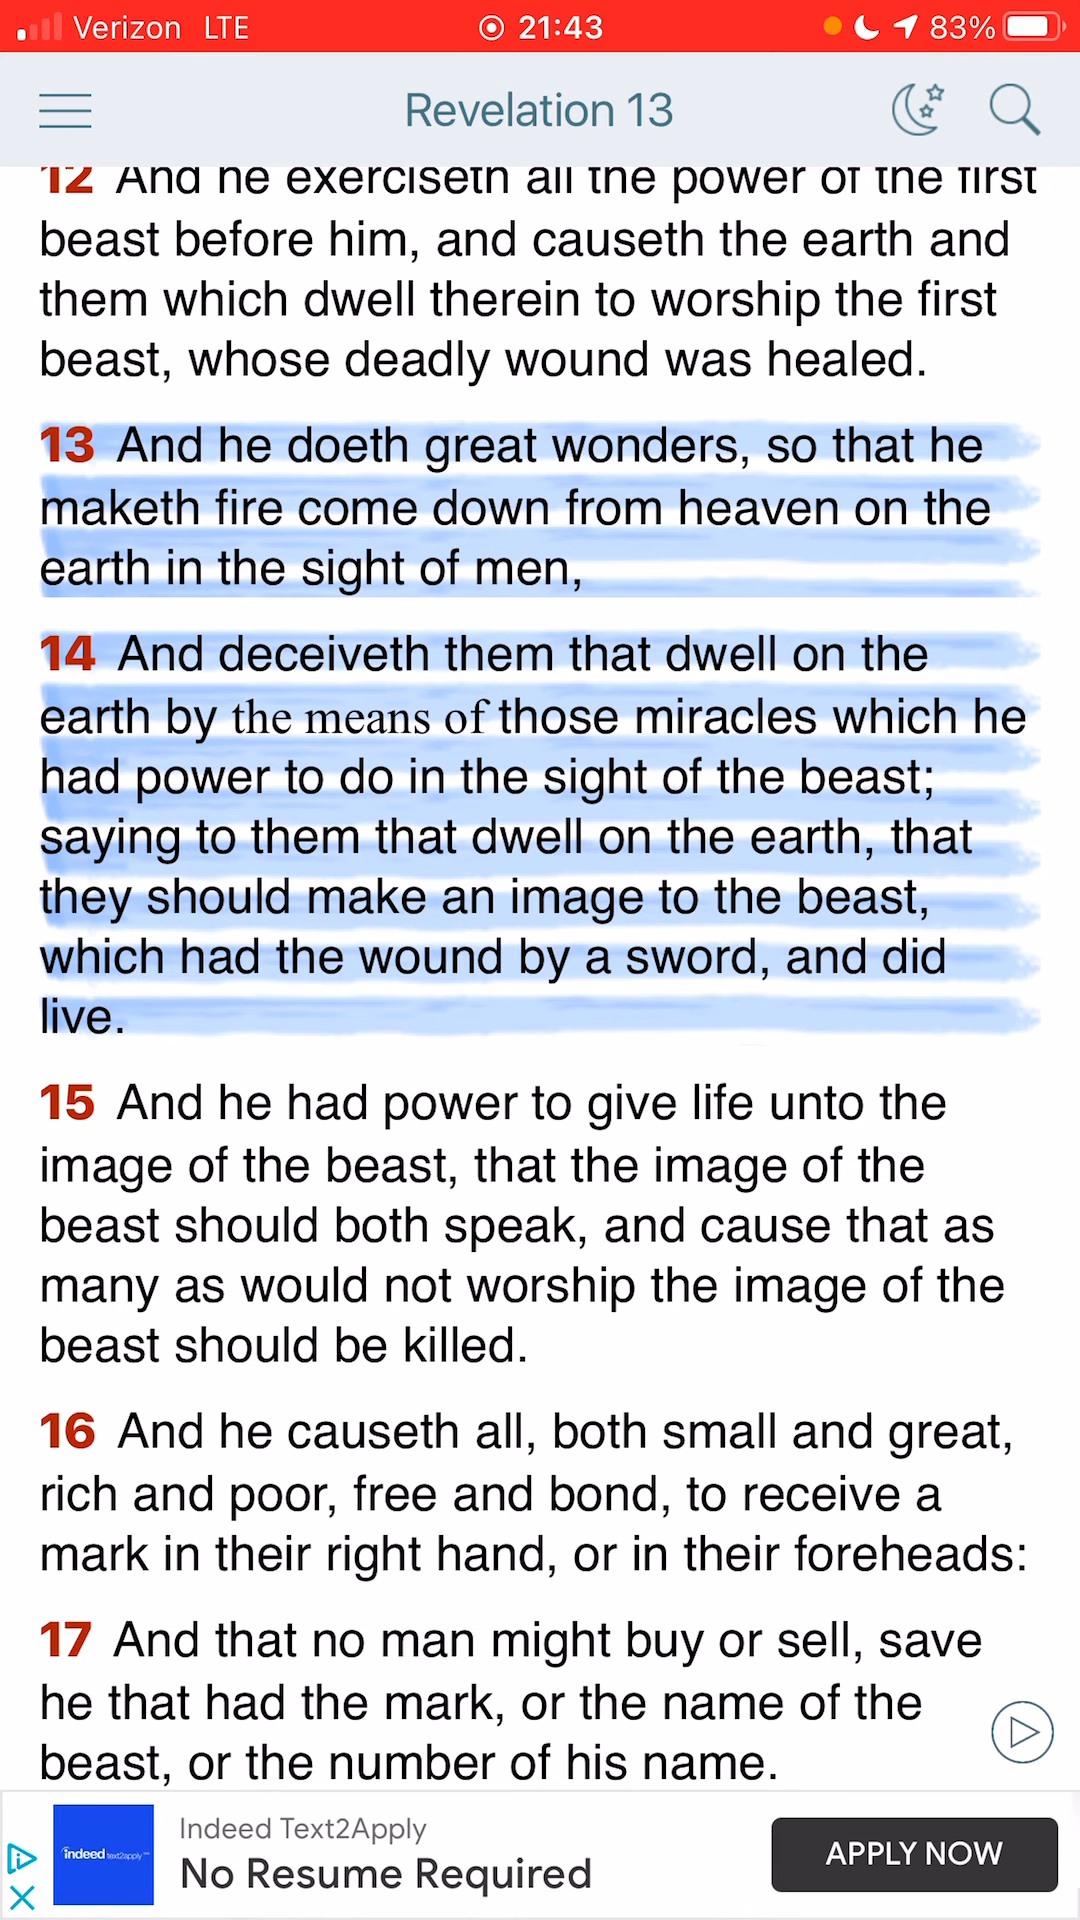 Verizon LTE 21:43 83%
Revelation 13
12 And he exerciseth all the power of the first
beast before him, and causeth the earth and
them which dwell therein to worship the first
beast, whose deadly wound was healed.
13 And he doeth great wonders, so that he
maketh fire come down from heaven on the
earth in the sight of men,
14 And deceiveth them that dwell on the
earth by the means of those miracles which he
had power to do in the sight of the beast;
saying to them that dwell on the earth, that
they should make an image to the beast,
which had the wound by a sword, and did
live.
15 And he had power to give life unto the
image of the beast, that the image of the
beast should both speak, and cause that as
many as would not worship the image of the
beast should be killed.
16 And he causeth all, both small and great,
rich and poor, free and bond, to receive a
mark in their right hand, or in their foreheads:
17 And that no man might buy or sell, save
he that had the mark, or the name of the
beast, or the number of his name.
indeed text2apply
Indeed Text2Apply
No Resume Required
APPLY NOW